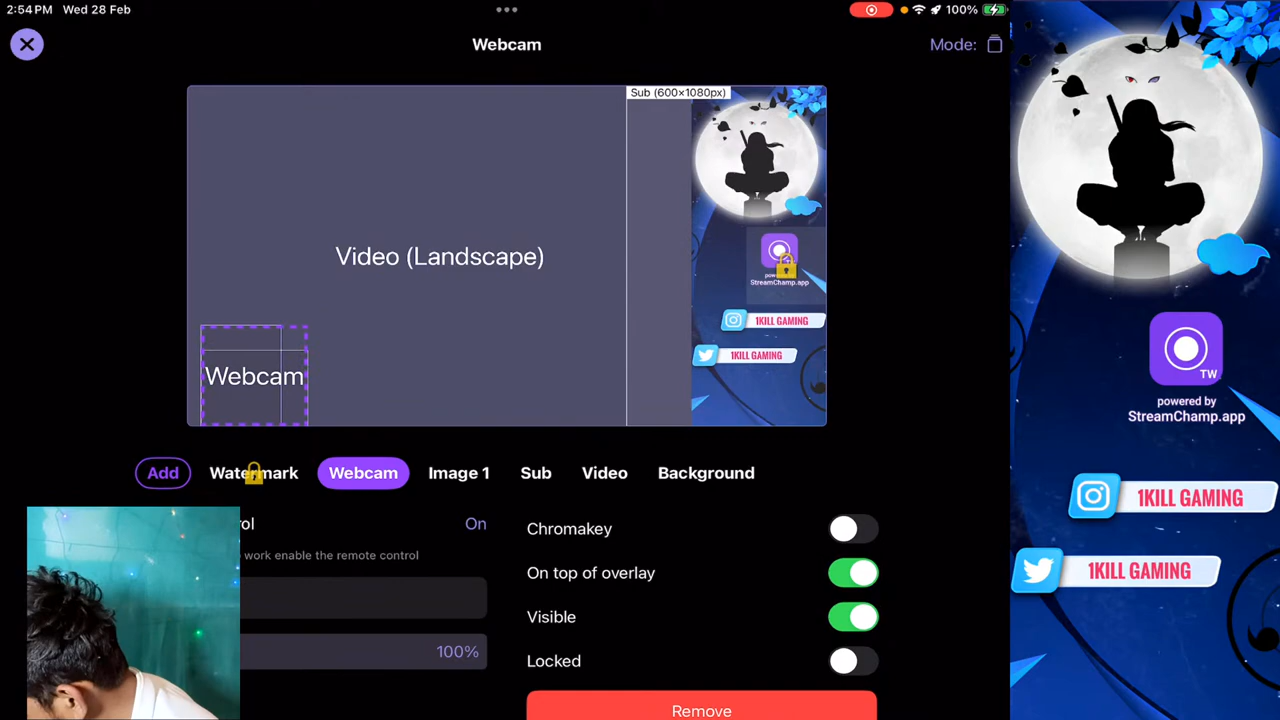 2:54 PM Wed 28 Feb
100%
Webcam
Mode:
Sub (600×1080px)
Video (Landscape)
powered by
StreamChamp.app
1KILL GAMING
1KILL GAMING
Webcam
Add Watermark Webcam Image 1 Sub Video Background
rol On
work enable the remote control
100%
Chromakey
On top of overlay
Visible
Locked
Remove
TW
powered by
StreamChamp.app
1KILL GAMING
1KILL GAMING